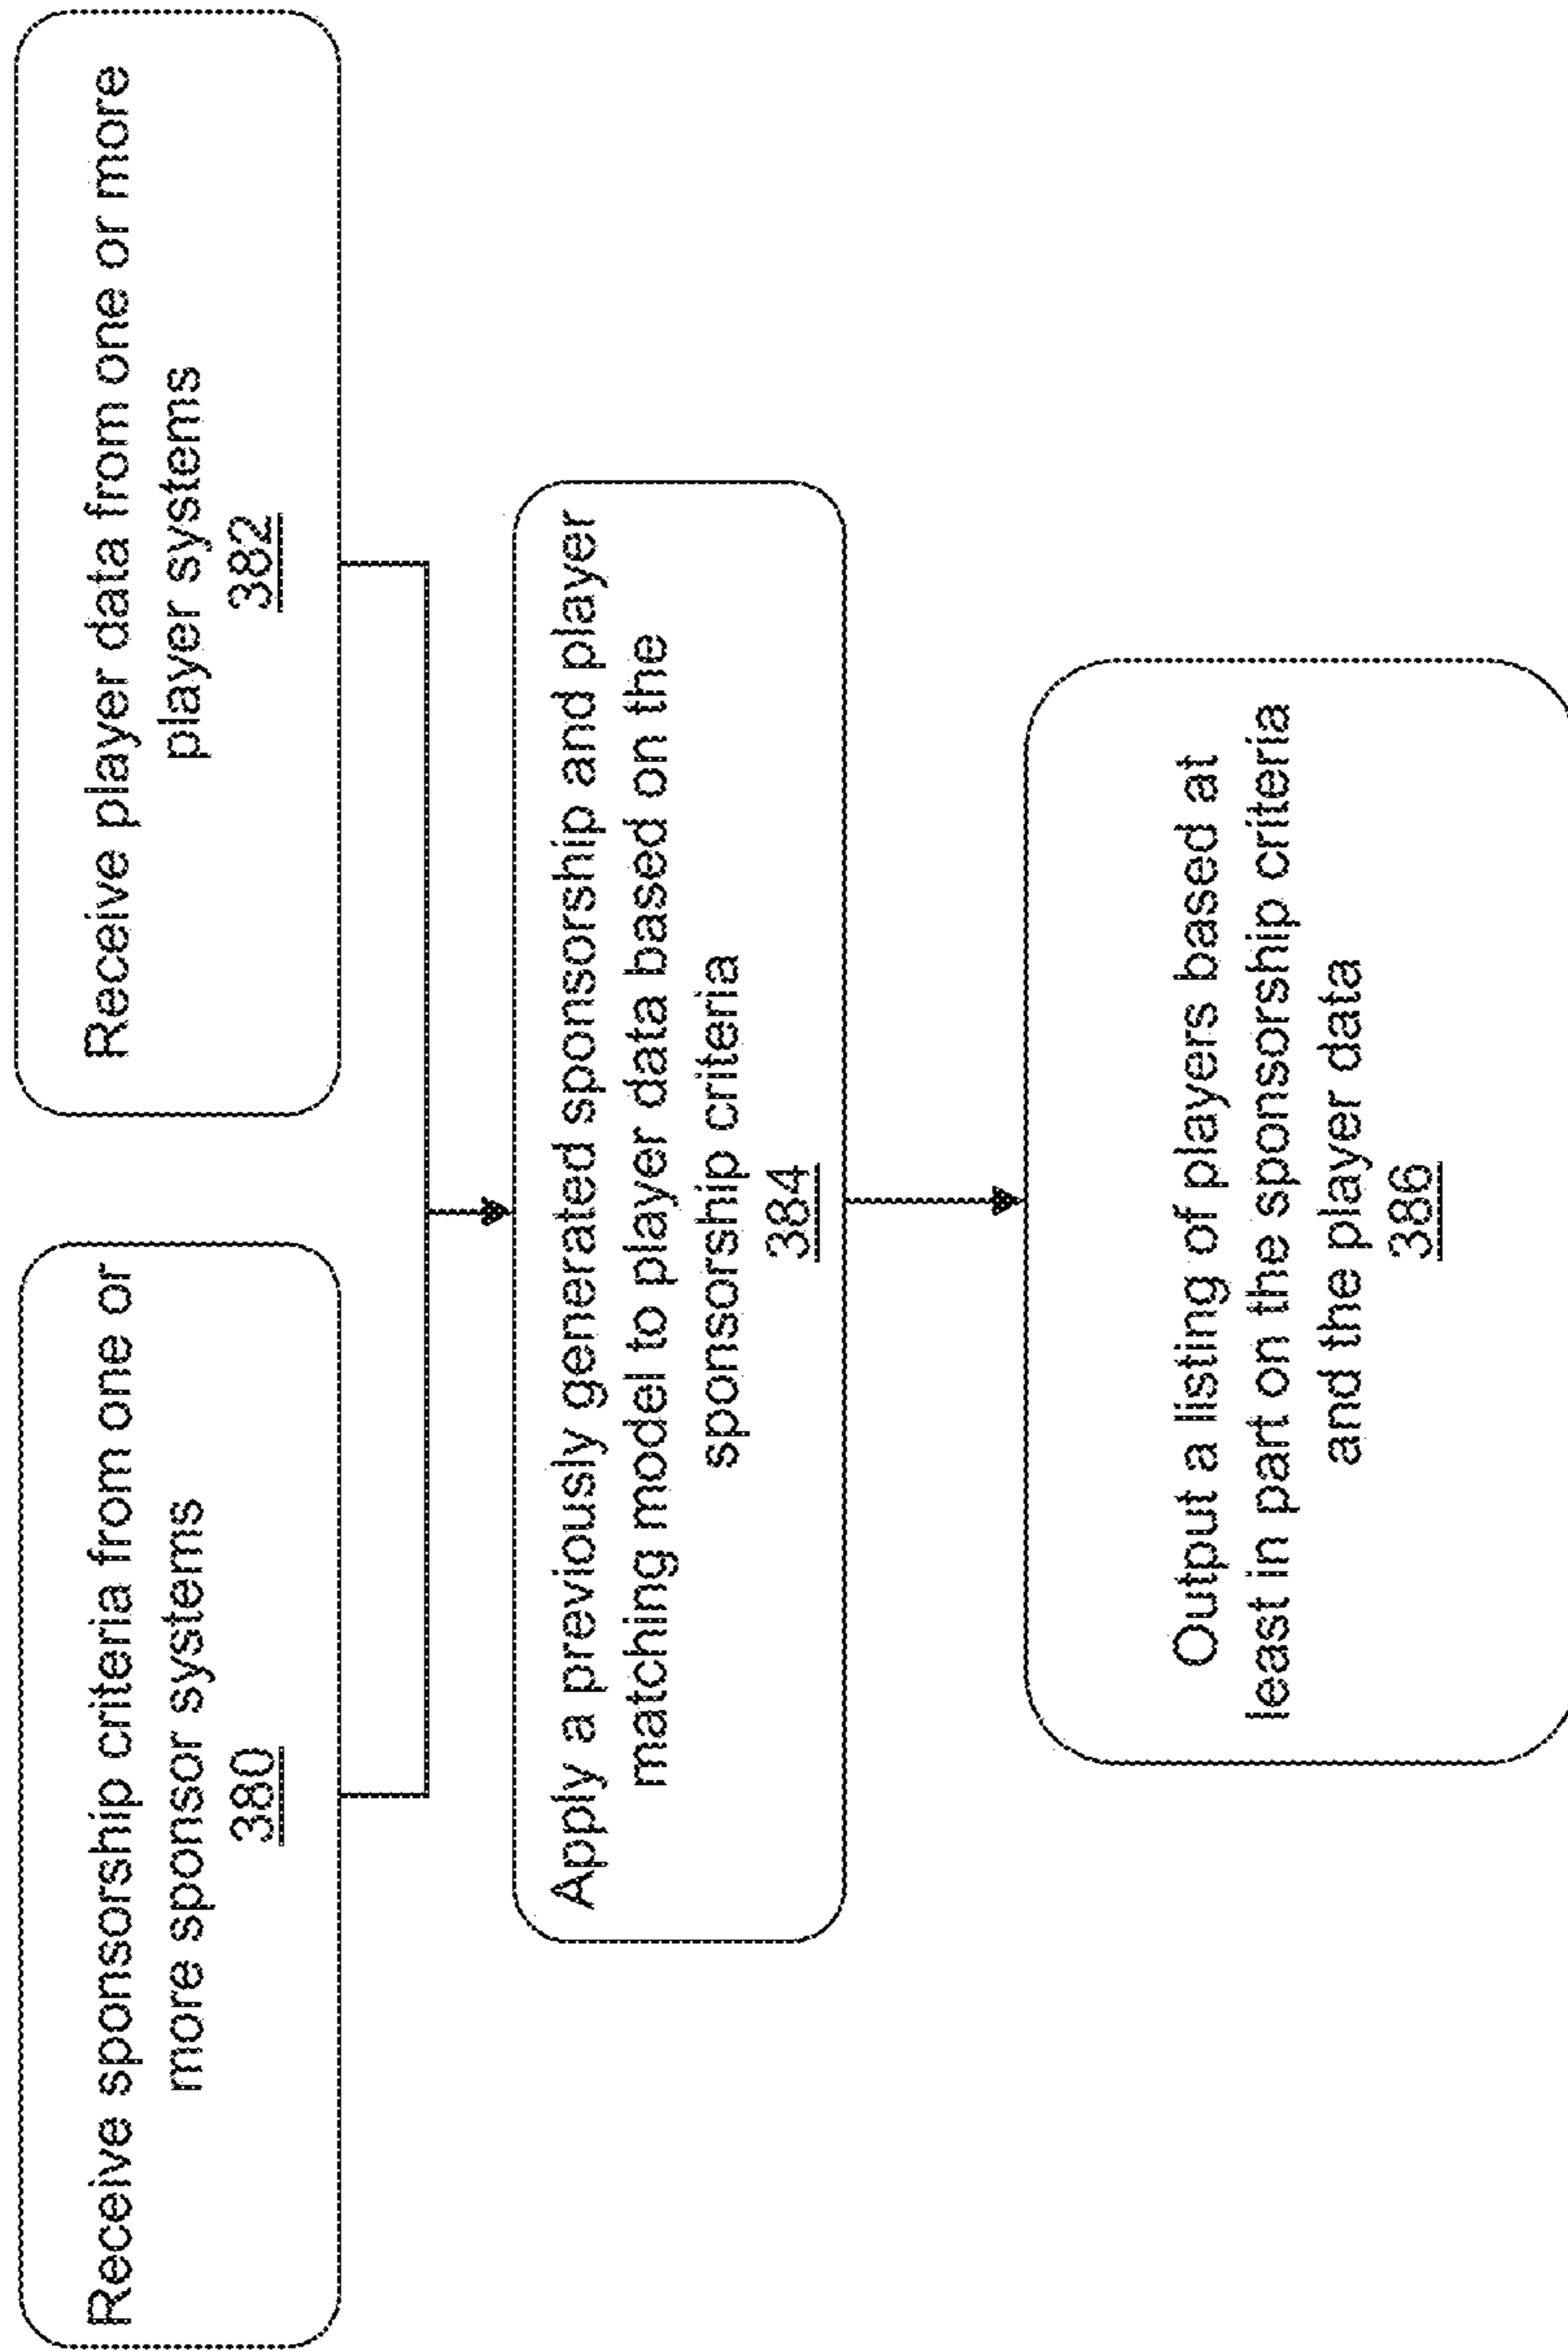 Receive sponsorship criteria from one or
more sponsor systems
380
Receive player data from one or more
player systems
382
Apply a previously generated sponsorship and player
matching model to player data based on the
sponsorship criteria
384
Output a listing of players based at
least in part on the sponsorship criteria
and the player data
386